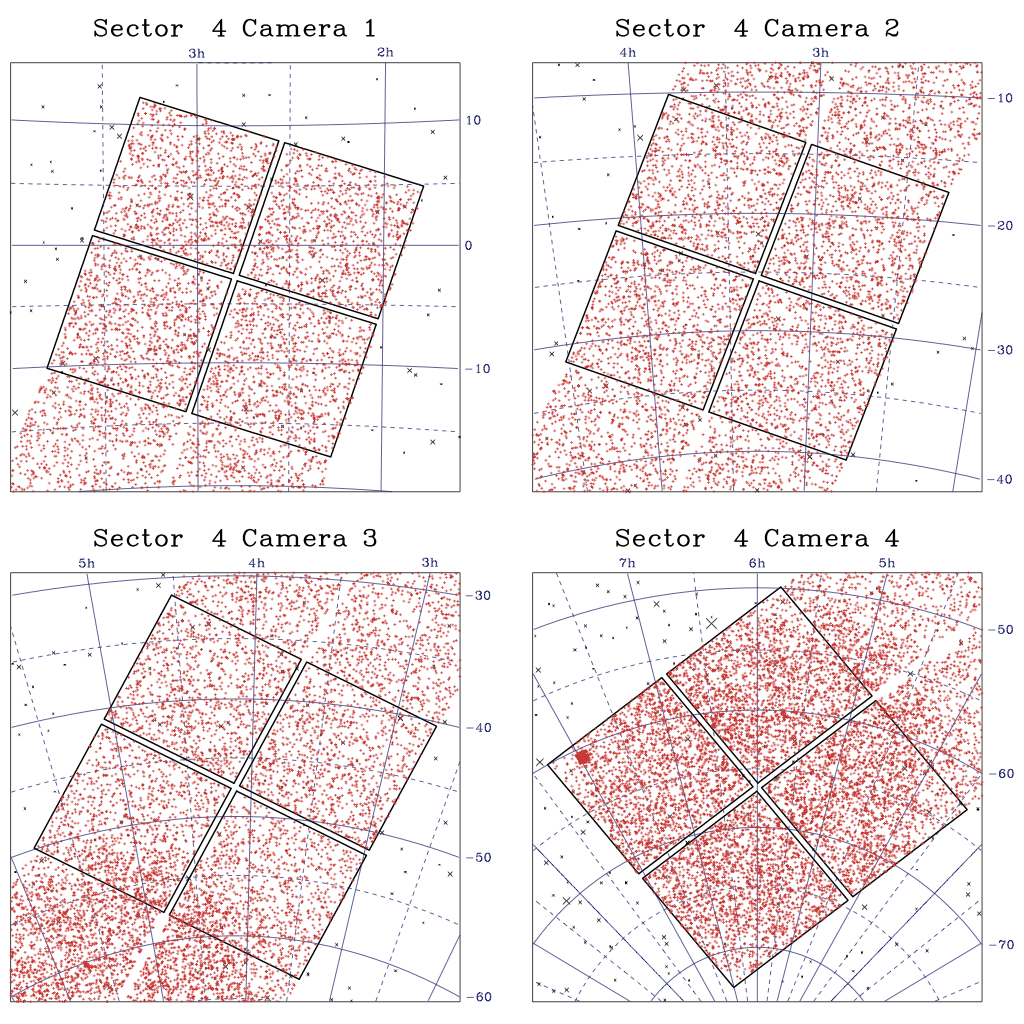 Sector 4 Camera 1
3h 2h
10
0
-10
Sector 4 Camera 2
4h 3h
-10
-20
-30
-40
Sector 4 Camera 3
5h 4h 3h
-30
-40
-50
-60
Sector 4 Camera 4
7h 6h 5h
-50
-60
-70